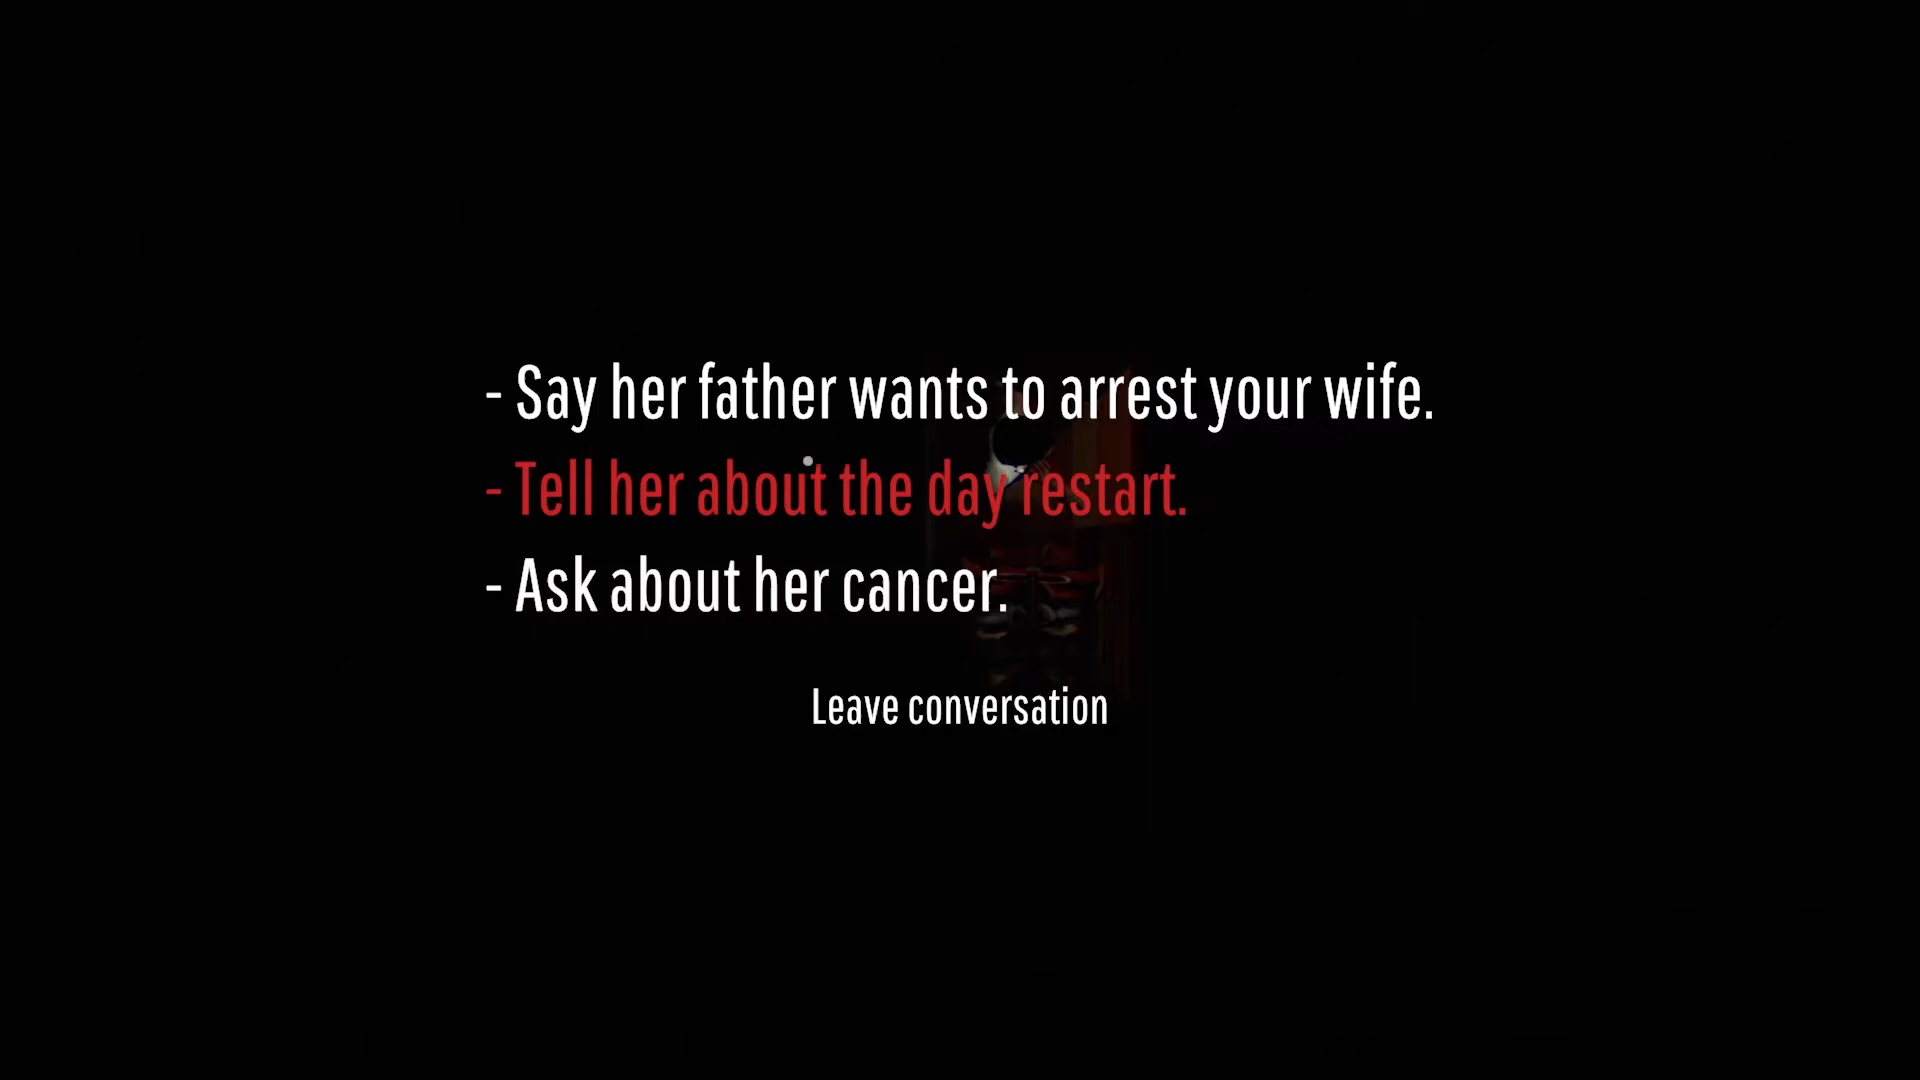 - Say her father wants to arrest your wife.
- Tell her about the day restart.
- Ask about her cancer.
Leave conversation